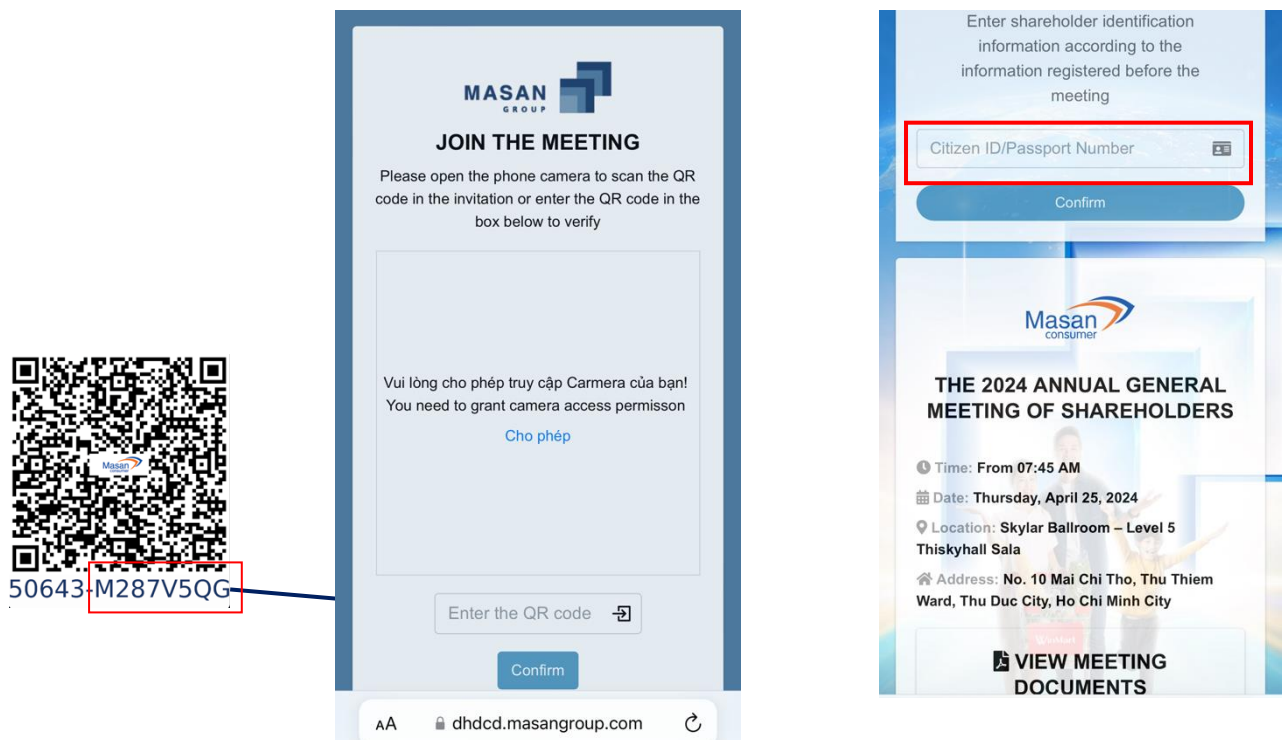 Masan
consumer
50643-M287V5QG
MASAN
GROUP
JOIN THE MEETING
Please open the phone camera to scan the QR
code in the invitation or enter the QR code in the
box below to verify
Vui lòng cho phép truy cập Carmera của bạn!
You need to grant camera access permisson
Cho phép
Enter the QR code
Confirm
AA dhdcd.masangroup.com
Enter shareholder identification
information according to the
information registered before the
meeting
Citizen ID/Passport Number
Confirm
Masan
consumer
THE 2024 ANNUAL GENERAL
MEETING OF SHAREHOLDERS
Time: From 07:45 AM
Date: Thursday, April 25, 2024
Location: Skylar Ballroom – Level 5
Thiskyhall Sala
Address: No. 10 Mai Chi Tho, Thu Thiem
Ward, Thu Duc City, Ho Chi Minh City
WinMart
VIEW MEETING
DOCUMENTS